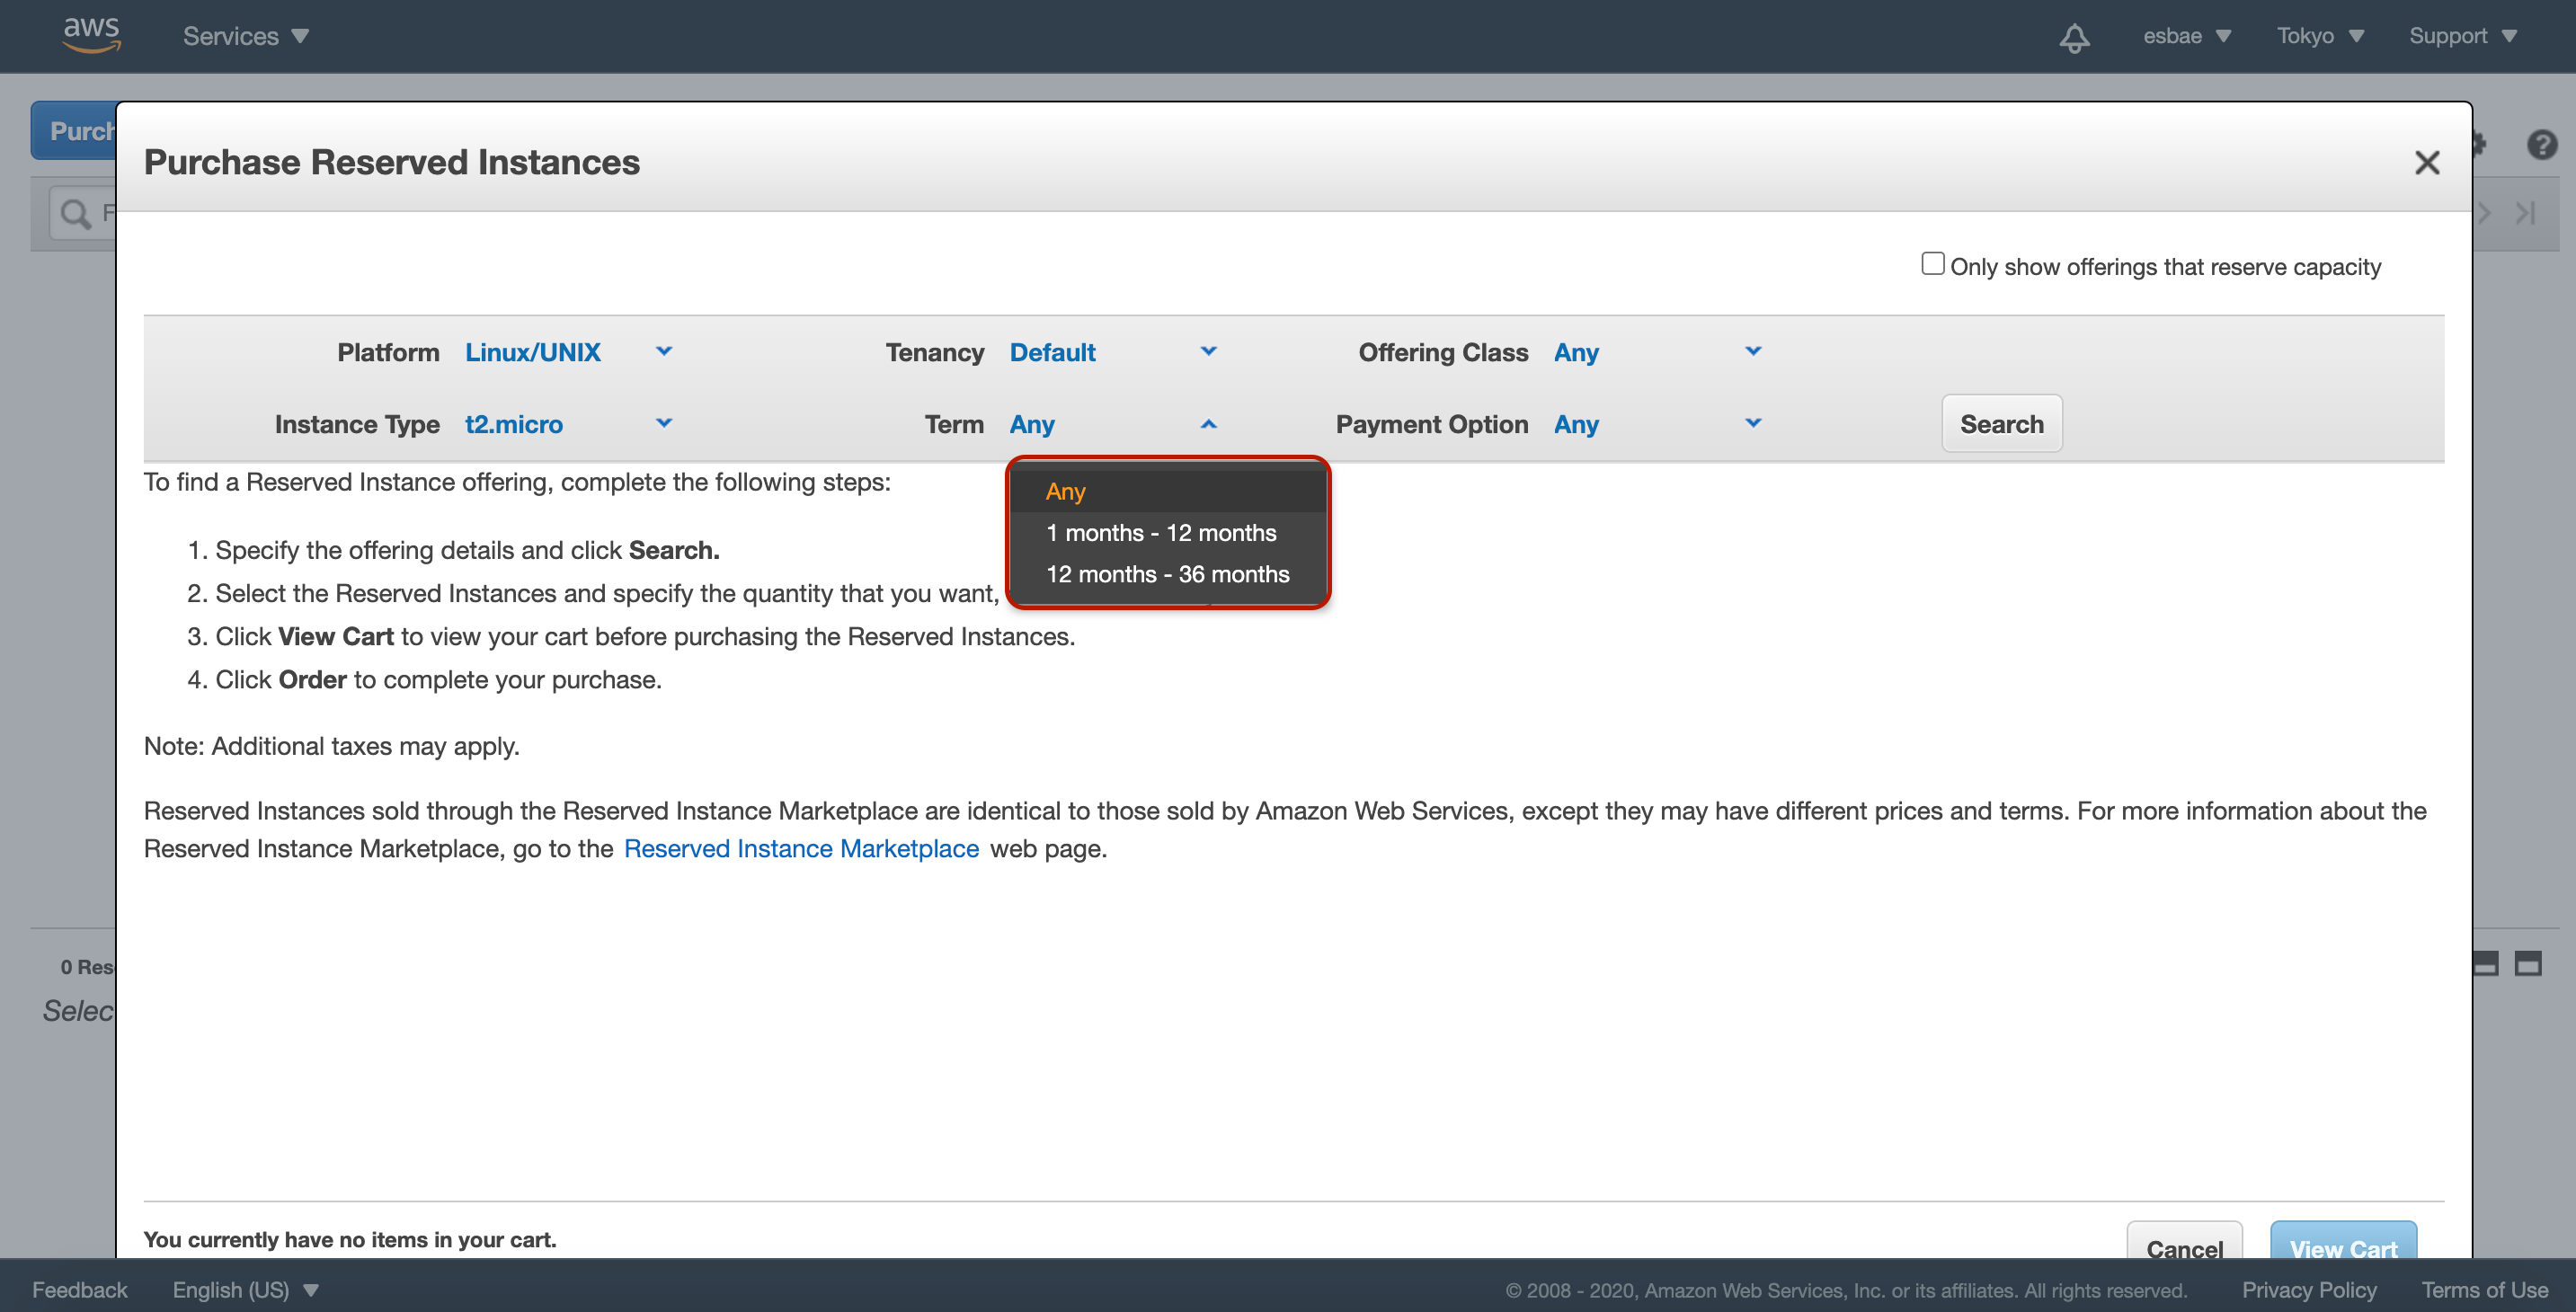 aws Services esbae Tokyo Support
Purch
Purchase Reserved Instances
F
Only show offerings that reserve capacity
Platform Linux/UNIX Tenancy Default Offering Class Any
Instance Type t2.micro Term Any Payment Option Any Search
To find a Reserved Instance offering, complete the following steps:
Any
1 months - 12 months
12 months - 36 months
1. Specify the offering details and click Search.
2. Select the Reserved Instances and specify the quantity that you want,
3. Click View Cart to view your cart before purchasing the Reserved Instances.
4. Click Order to complete your purchase.
Note: Additional taxes may apply.
Reserved Instances sold through the Reserved Instance Marketplace are identical to those sold by Amazon Web Services, except they may have different prices and terms. For more information about the
Reserved Instance Marketplace, go to the Reserved Instance Marketplace web page.
0 Res
Selec
You currently have no items in your cart.
Cancel View Cart
Feedback English (US) © 2008 - 2020, Amazon Web Services, Inc. or its affiliates. All rights reserved. Privacy Policy Terms of Use